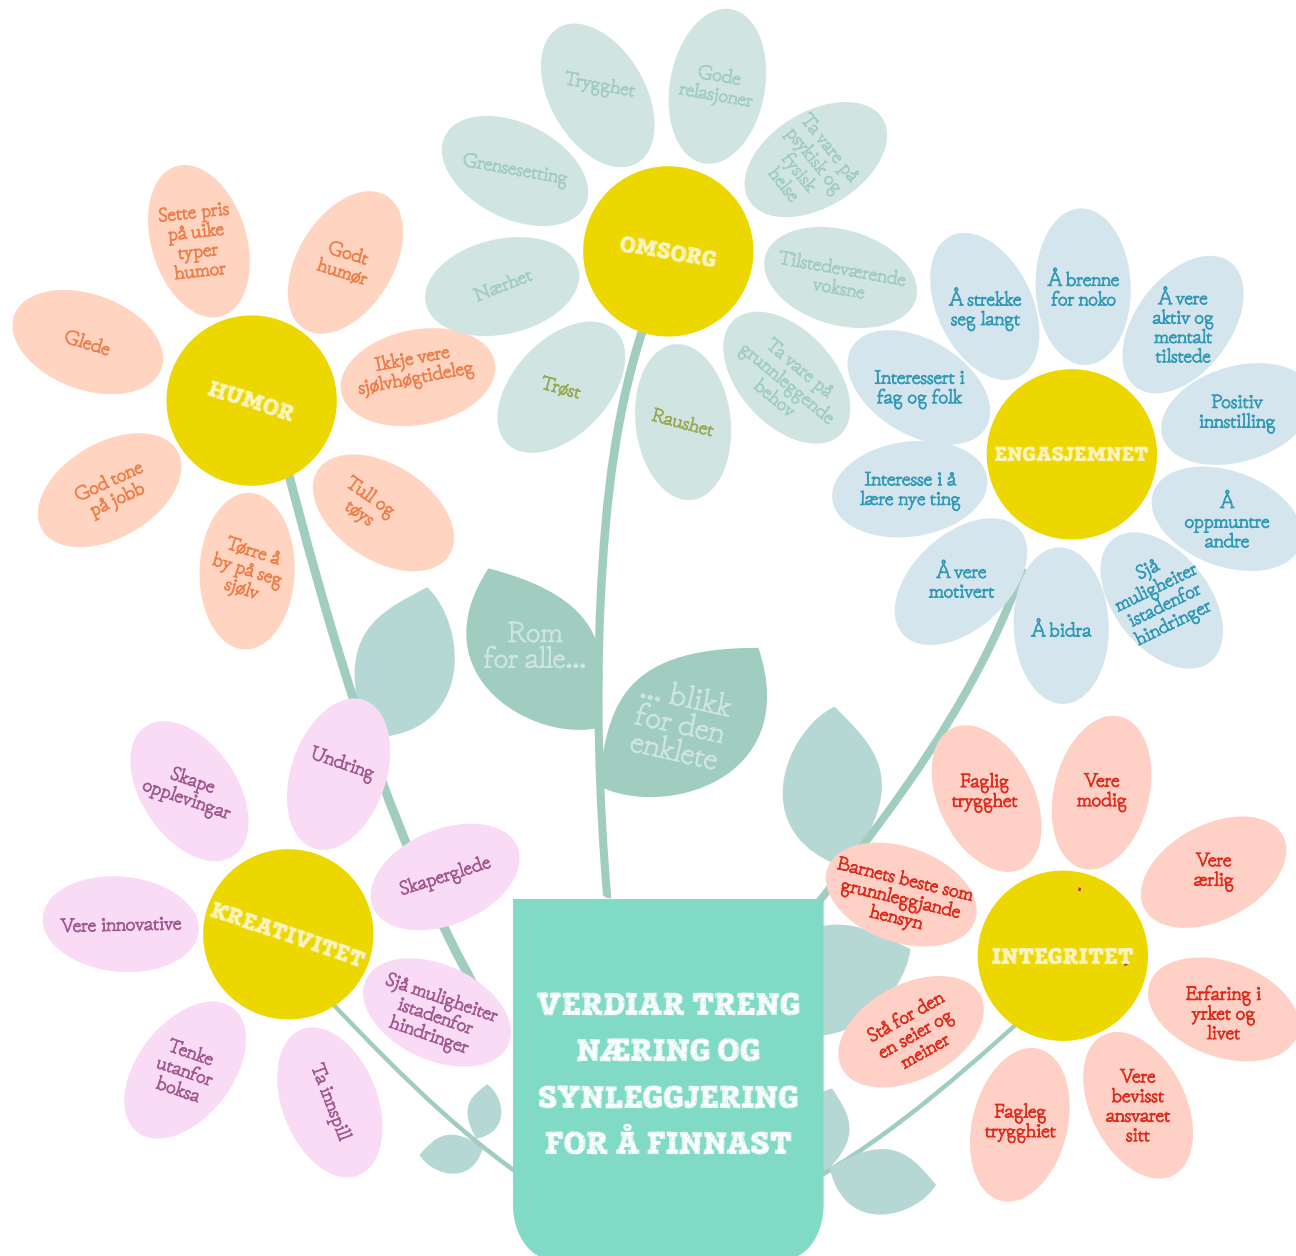 Trygghet
Gode
relasjoner
Ta vare på
psykisk og
fysisk
helse
Grensesetting
OMSORG
Nærhet
Tilstedeværende
voksne
Trøst
Raushet
Ta vare på
grunnleggende
behov
Sette pris
på uike
typer
humor
Godt
humør
Glede
HUMOR
Ikkje vere
sjølvhøgtideleg
God tone
på jobb
Tørre å
by på seg
sjølv
Tull og
tøys
Å strekke
seg langt
Å brenne
for noko
Å vere
aktiv og
mentalt
tilstede
Interessert i
fag og folk
Positiv
innstilling
ENGASJEMNET
Interesse i å
lære nye ting
Å
oppmuntre
andre
Å vere
motivert
Å bidra
Sjå
muligheiter
istadenfor
hindringer
Rom
for alle...
... blikk
for den
enklete
Skape
opplevingar
Undring
Skaperglede
Vere innovative
KREATIVITET
Sjå muligheiter
istadenfor
hindringer
Tenke
utanfor
boksa
Ta innspill
Faglig
trygghet
Vere
modig
Barnets beste som
grunnleggjande
hensyn
Vere
ærlig
INTEGRITET
Stå for den
en seier og
meiner
Erfaring i
yrket og
livet
Fagleg
trygghiet
Vere
bevisst
ansvaret
sitt
VERDIAR TRENG
NÆRING OG
SYNLEGGJERING
FOR Å FINNAST